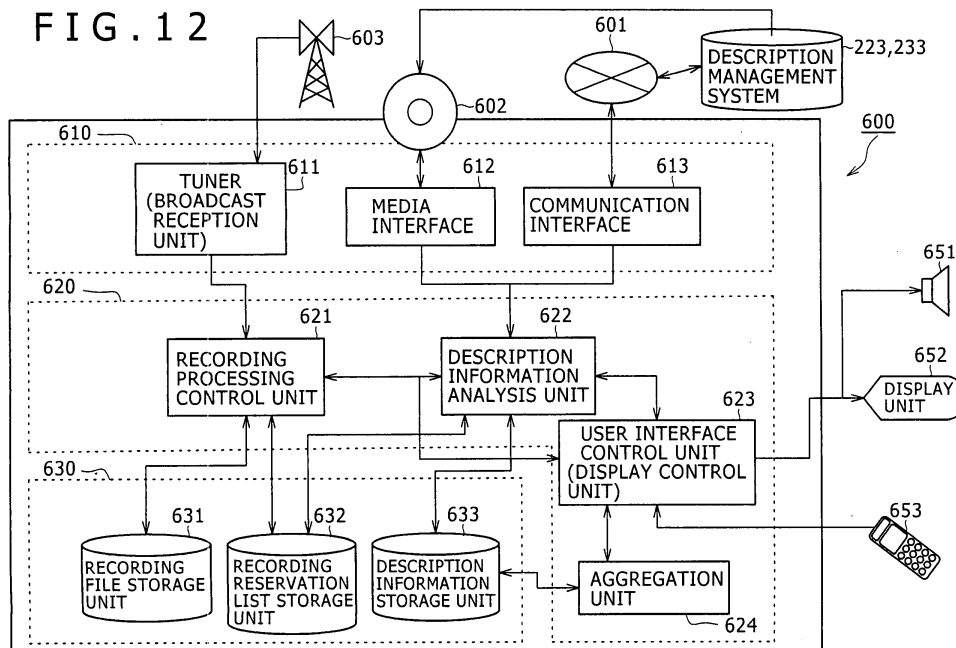 FIG.12
603
601
602
DESCRIPTION
MANAGEMENT
SYSTEM
223,233
600
610
611
TUNER
(BROADCAST
RECEPTION
UNIT)
612
MEDIA
INTERFACE
613
COMMUNICATION
INTERFACE
651
620
621
RECORDING
PROCESSING
CONTROL UNIT
622
DESCRIPTION
INFORMATION
ANALYSIS UNIT
652
DISPLAY
UNIT
623
USER INTERFACE
CONTROL UNIT
(DISPLAY CONTROL
UNIT)
630
631
RECORDING
FILE STORAGE
UNIT
632
RECORDING
RESERVATION
LIST STORAGE
UNIT
633
DESCRIPTION
INFORMATION
STORAGE UNIT
653
AGGREGATION
UNIT
624